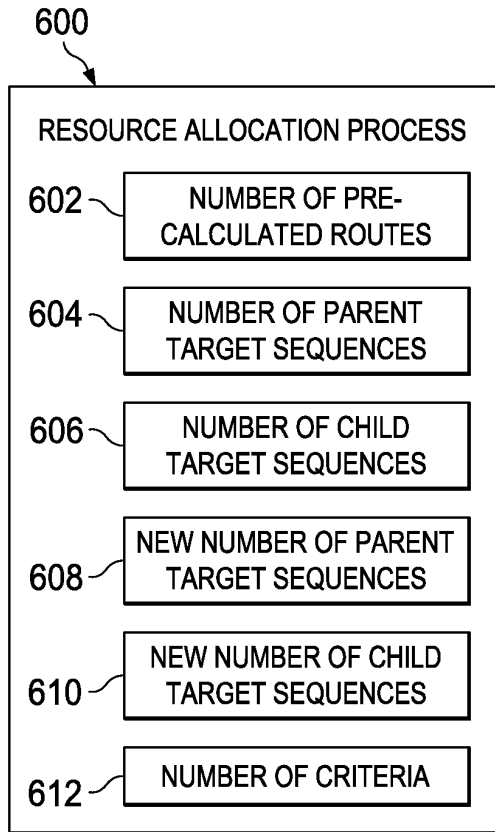 600
RESOURCE ALLOCATION PROCESS
602
NUMBER OF PRE-
CALCULATED ROUTES
604
NUMBER OF PARENT
TARGET SEQUENCES
606
NUMBER OF CHILD
TARGET SEQUENCES
608
NEW NUMBER OF PARENT
TARGET SEQUENCES
610
NEW NUMBER OF CHILD
TARGET SEQUENCES
612
NUMBER OF CRITERIA